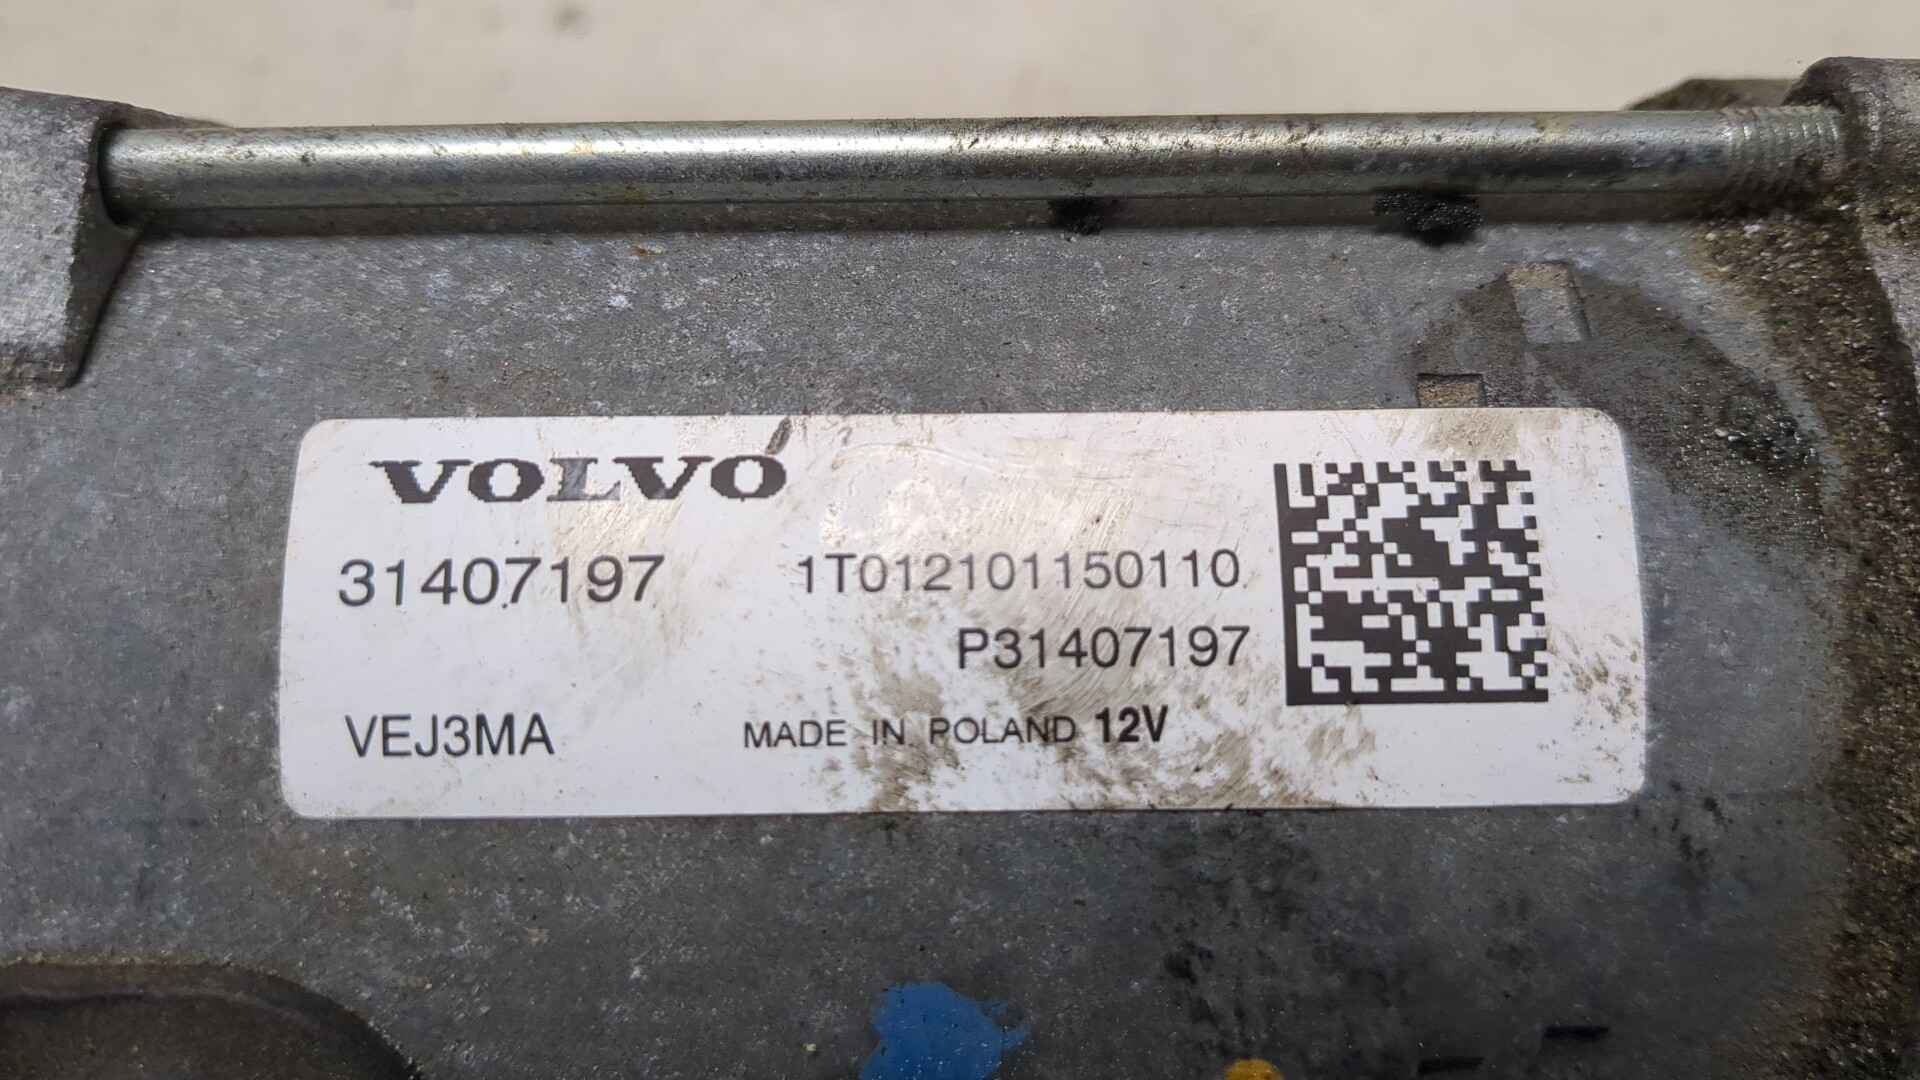 VOLVO
31407197 1T012101150110
P31407197
VEJ3MA MADE IN POLAND 12V